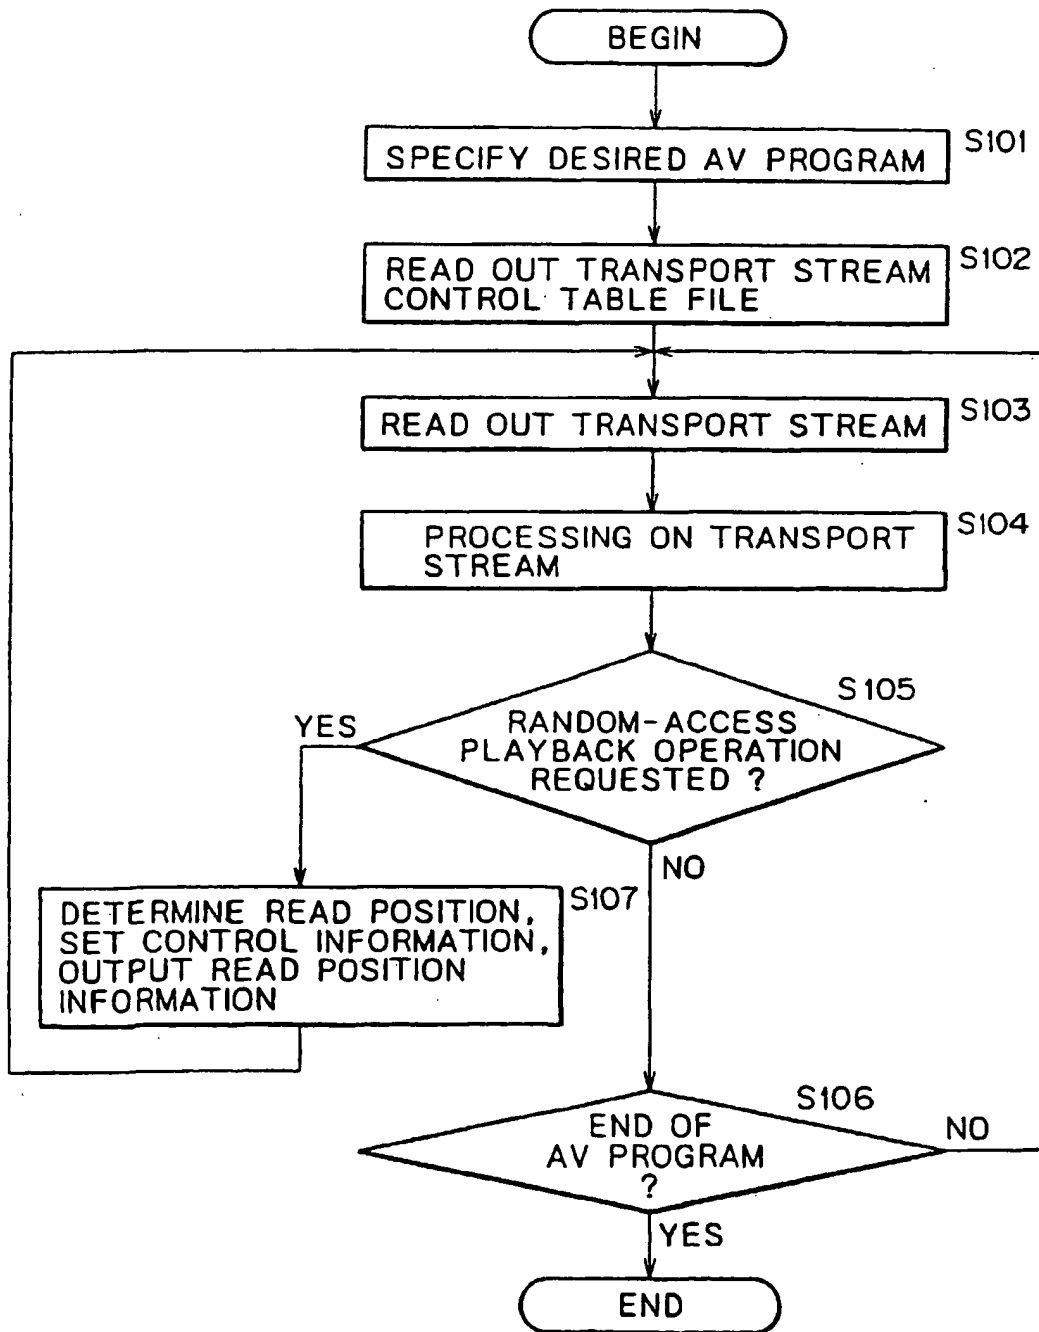 BEGIN
S101
SPECIFY DESIRED AV PROGRAM
S102
READ OUT TRANSPORT STREAM
CONTROL TABLE FILE
S103
READ OUT TRANSPORT STREAM
S104
PROCESSING ON TRANSPORT
STREAM
S105
YES
RANDOM-ACCESS
PLAYBACK OPERATION
REQUESTED ?
NO
S107
DETERMINE READ POSITION,
SET CONTROL INFORMATION,
OUTPUT READ POSITION
INFORMATION
S106
NO
END OF
AV PROGRAM
?
YES
END